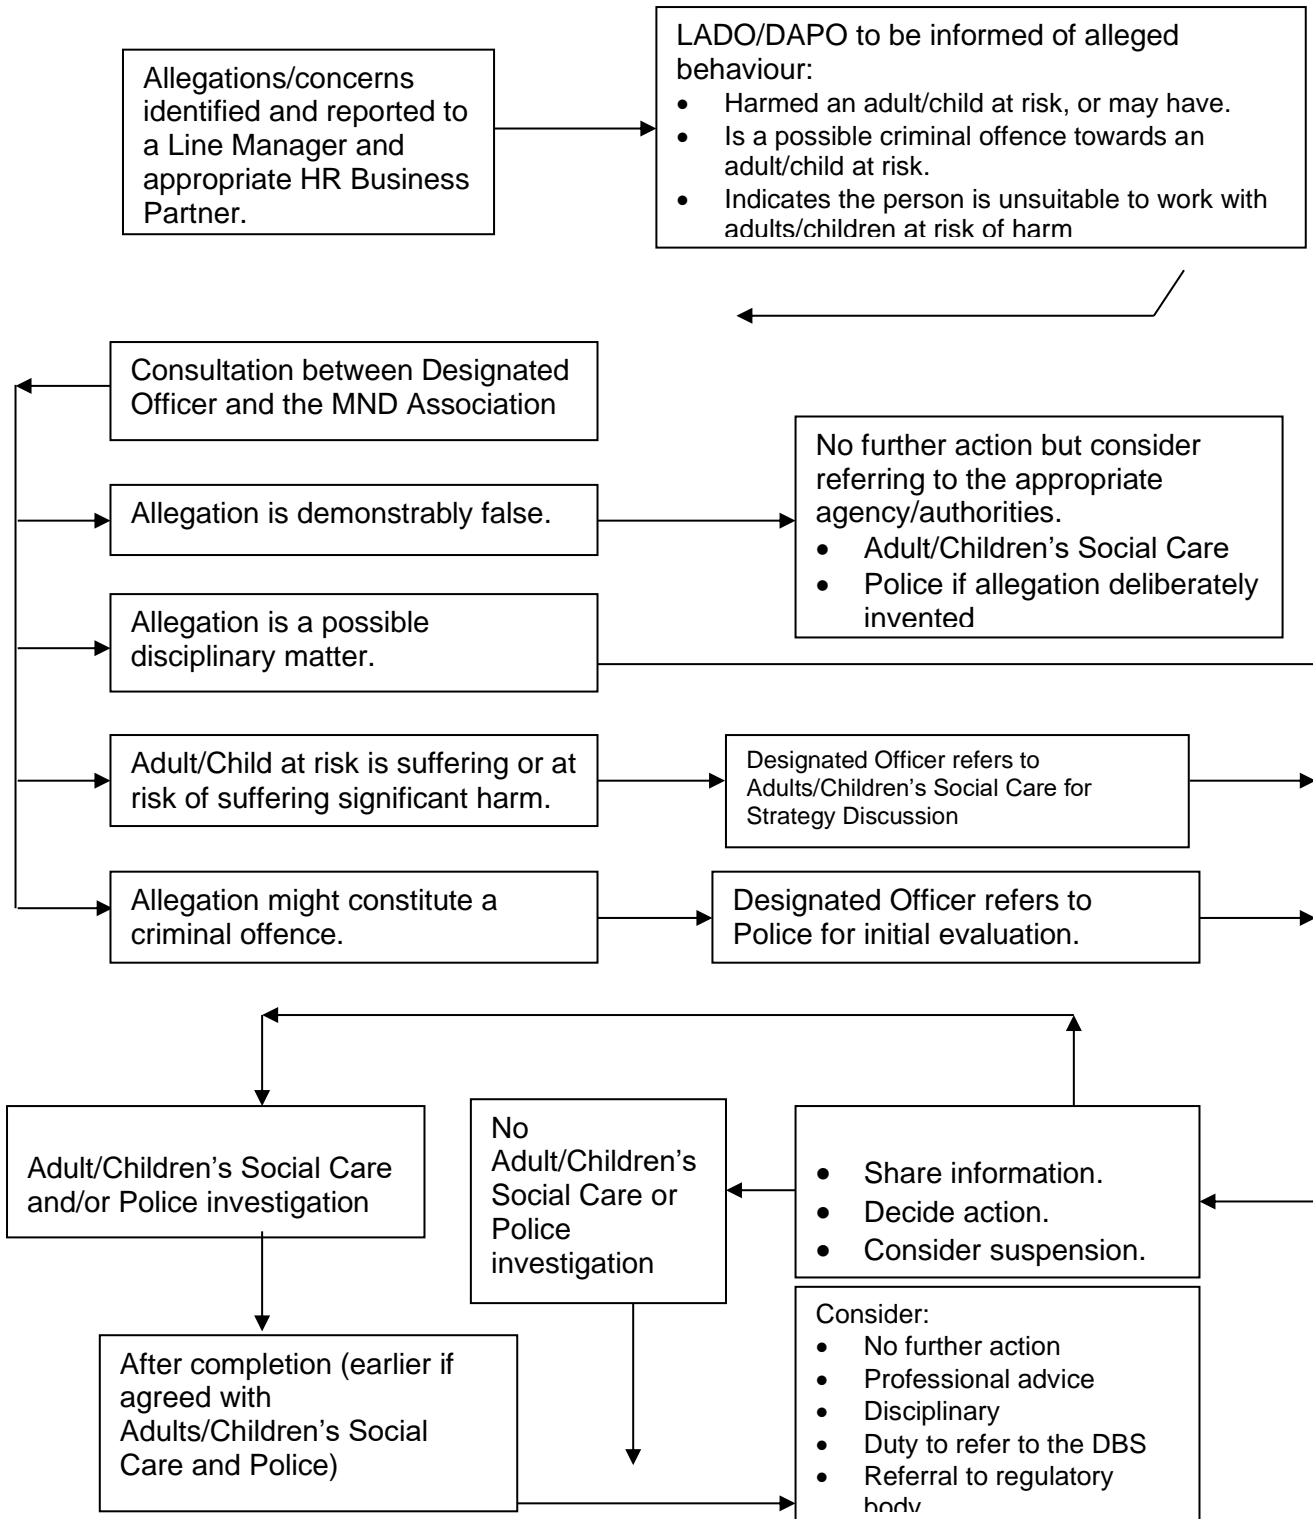 Allegations/concerns
identified and reported to
a Line Manager and
appropriate HR Business
Partner.
LADO/DAPO to be informed of alleged
behaviour:
• Harmed an adult/child at risk, or may have.
• Is a possible criminal offence towards an
adult/child at risk.
• Indicates the person is unsuitable to work with
adults/children at risk of harm
Consultation between Designated
Officer and the MND Association
Allegation is demonstrably false.
No further action but consider
referring to the appropriate
agency/authorities.
• Adult/Children’s Social Care
• Police if allegation deliberately
invented
Allegation is a possible
disciplinary matter.
Adult/Child at risk is suffering or at
risk of suffering significant harm.
Designated Officer refers to
Adults/Children’s Social Care for
Strategy Discussion
Allegation might constitute a
criminal offence.
Designated Officer refers to
Police for initial evaluation.
Adult/Children’s Social Care
and/or Police investigation
No
Adult/Children’s
Social Care or
Police
investigation
• Share information.
• Decide action.
• Consider suspension.
After completion (earlier if
agreed with
Adults/Children’s Social
Care and Police)
Consider:
• No further action
• Professional advice
• Disciplinary
• Duty to refer to the DBS
• Referral to regulatory
body